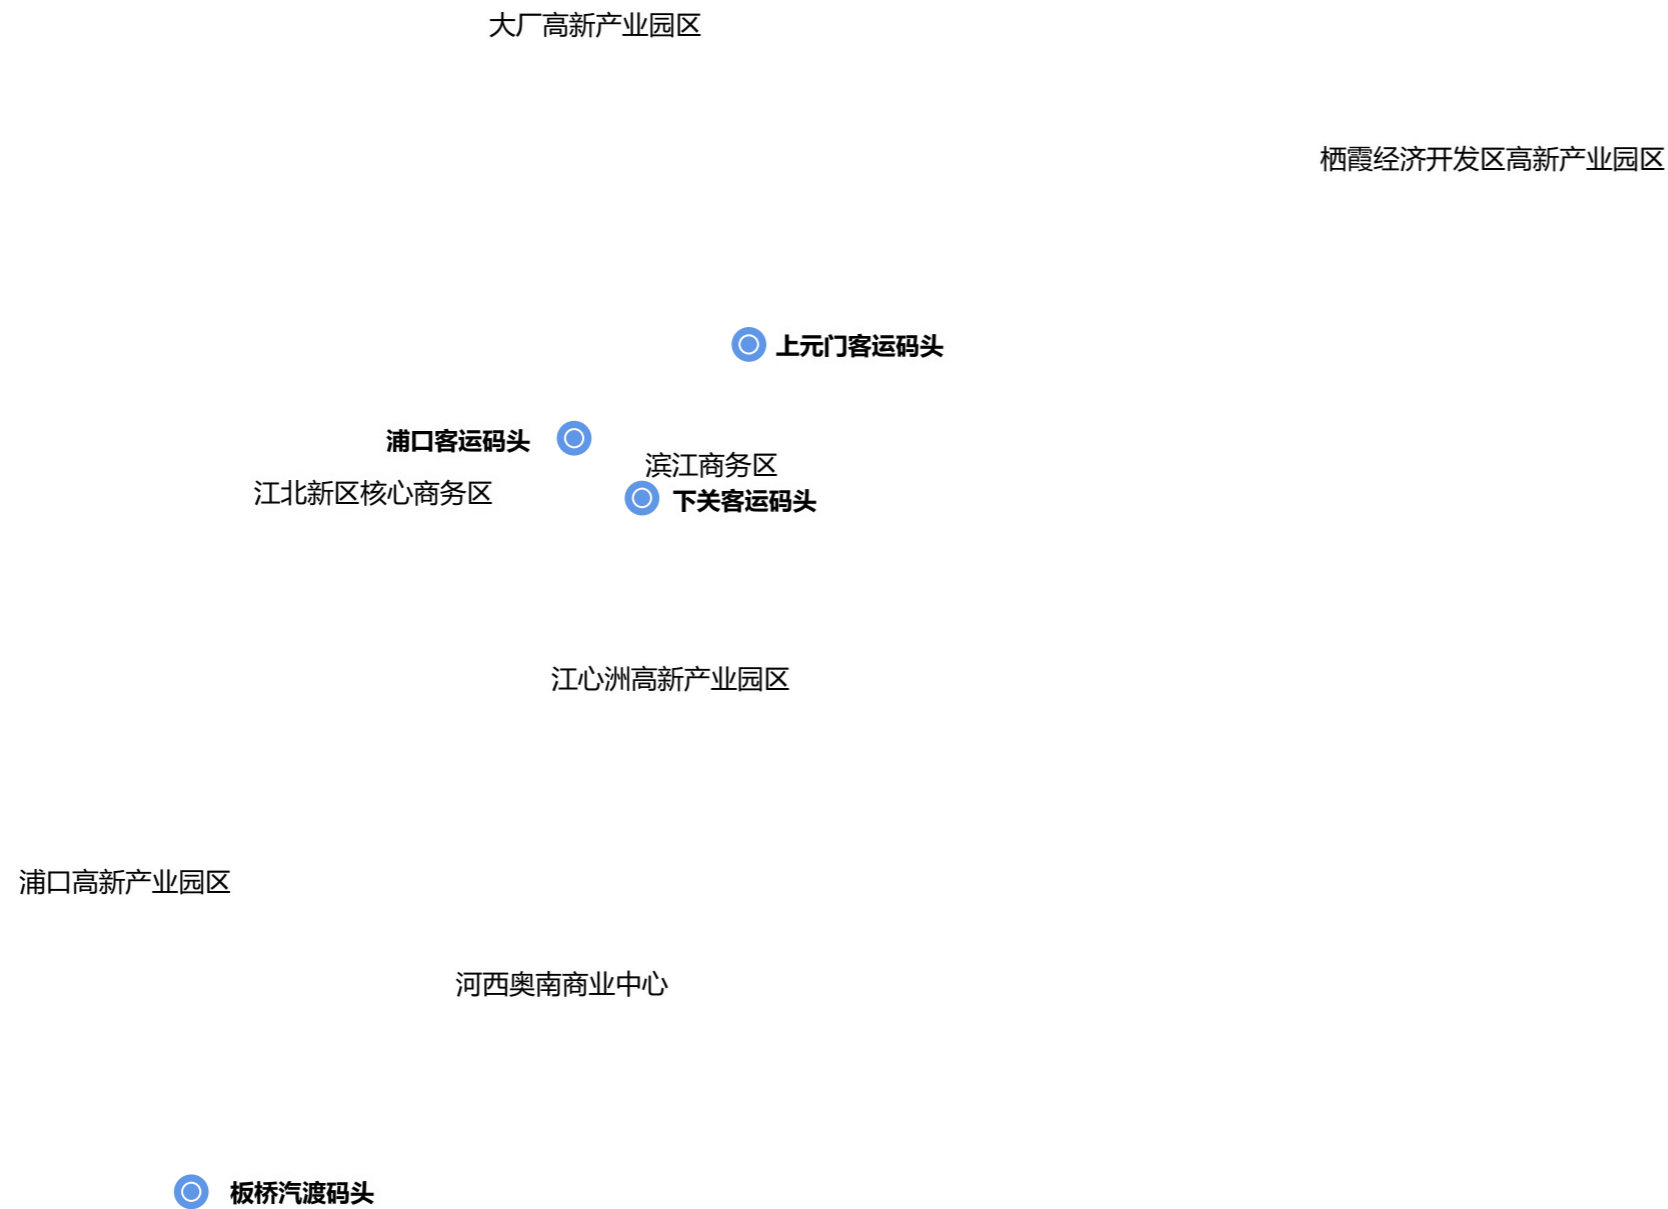 大厂高新产业园区
栖霞经济开发区高新产业园区
上元门客运码头
浦口客运码头
滨江商务区
江北新区核心商务区
下关客运码头
江心洲高新产业园区
浦口高新产业园区
河西奥南商业中心
板桥汽渡码头